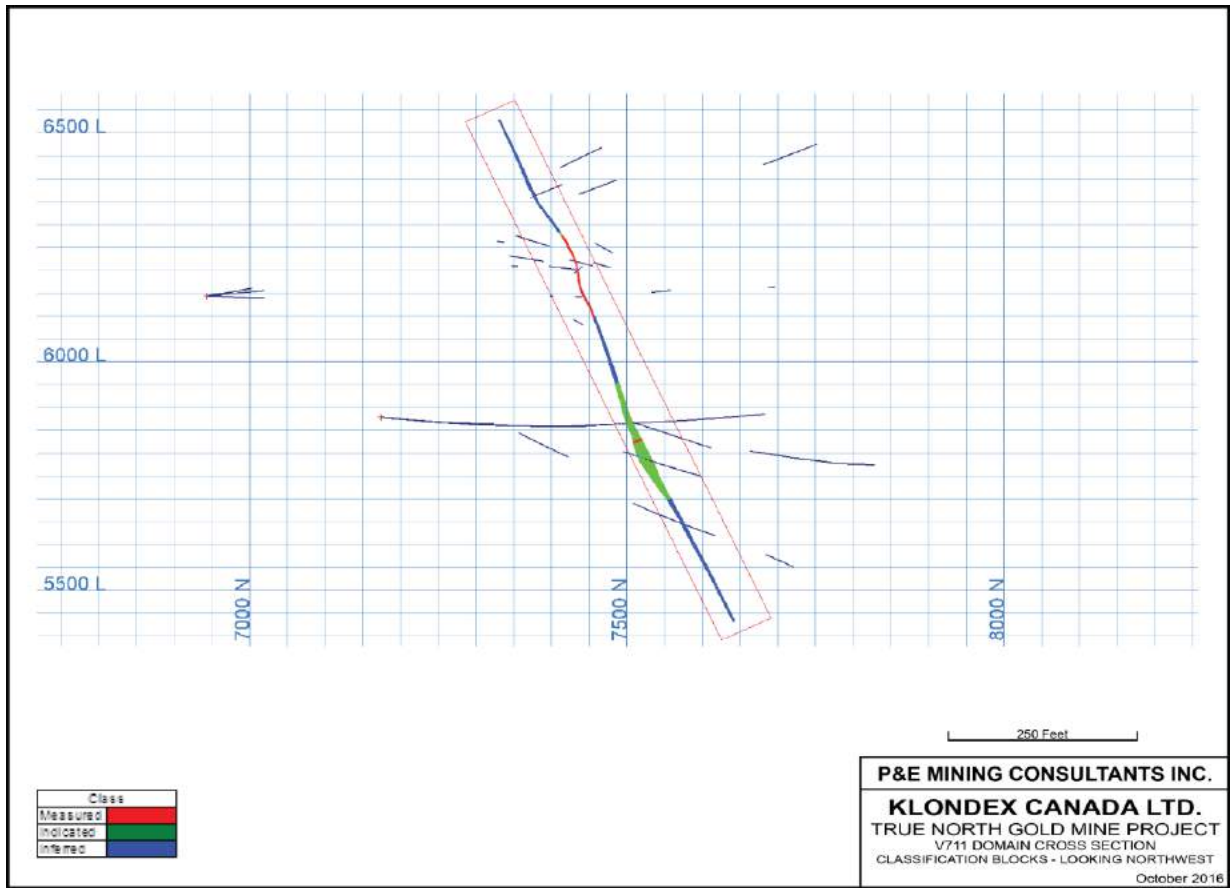 6500 L
6000 L
5500 L
7000 N
7500 N
8000 N
250 Feet
Class
Measured
Indicated
Inferred
P&E MINING CONSULTANTS INC.
KLONDEX CANADA LTD.
TRUE NORTH GOLD MINE PROJECT
V711 DOMAIN CROSS SECTION
CLASSIFICATION BLOCKS - LOOKING NORTHWEST
October 2016